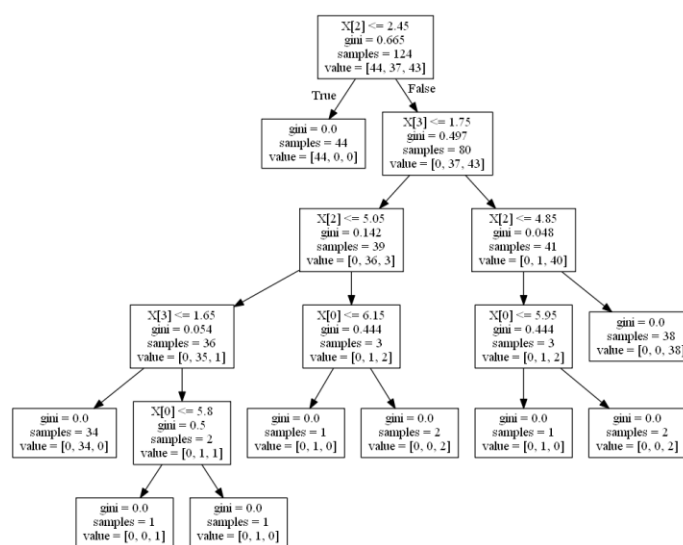 X[2] <= 2.45
gini = 0.665
samples = 124
value = [44, 37, 43]
True
False
gini = 0.0
samples = 44
value = [44, 0, 0]
X[3] <= 1.75
gini = 0.497
samples = 80
value = [0, 37, 43]
X[2] <= 5.05
gini = 0.142
samples = 39
value = [0, 36, 3]
X[2] <= 4.85
gini = 0.048
samples = 41
value = [0, 1, 40]
X[3] <= 1.65
gini = 0.054
samples = 36
value = [0, 35, 1]
X[0] <= 6.15
gini = 0.444
samples = 3
value = [0, 1, 2]
X[0] <= 5.95
gini = 0.444
samples = 3
value = [0, 1, 2]
gini = 0.0
samples = 38
value = [0, 0, 38]
gini = 0.0
samples = 34
value = [0, 34, 0]
X[0] <= 5.8
gini = 0.5
samples = 2
value = [0, 1, 1]
gini = 0.0
samples = 1
value = [0, 1, 0]
gini = 0.0
samples = 2
value = [0, 0, 2]
gini = 0.0
samples = 1
value = [0, 1, 0]
gini = 0.0
samples = 2
value = [0, 0, 2]
gini = 0.0
samples = 1
value = [0, 0, 1]
gini = 0.0
samples = 1
value = [0, 1, 0]